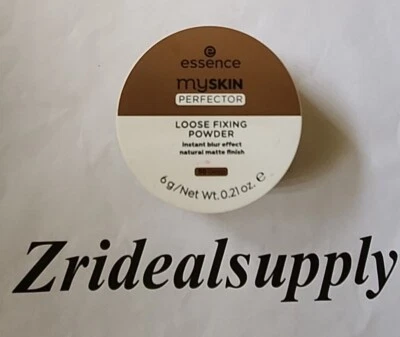 essence
mySKIN
PERFECTOR
LOOSE FIXING
POWDER
Instant blur effect
natural matte finish
6 g/Net Wt. 0.21 oz. ℮
Zridealsupply